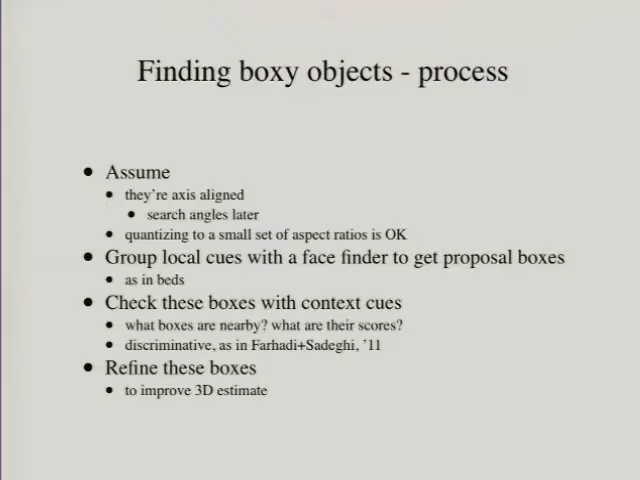 Finding boxy objects - process
• Assume
• they're axis aligned
• search angles later
• quantizing to a small set of aspect ratios is OK
• Group local cues with a face finder to get proposal boxes
• as in beds
• Check these boxes with context cues
• what boxes are nearby? what are their scores?
• discriminative, as in Farhadi+Sadeghi, '11
• Refine these boxes
• to improve 3D estimate